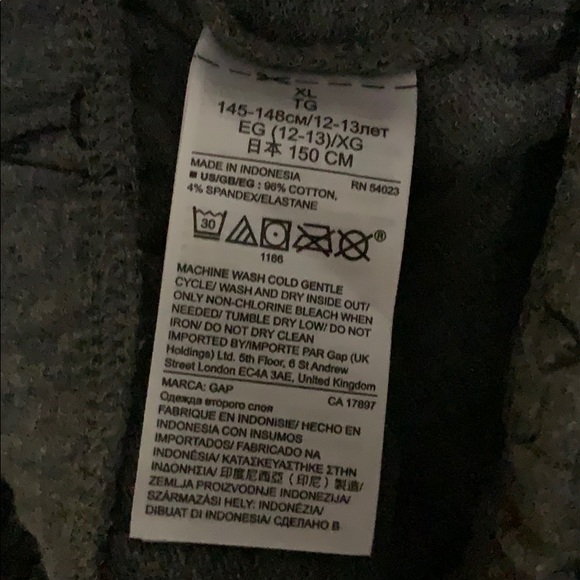 XL
TG
145-148см/12-13лет
EG (12-13)/XG
日本 150 CM
MADE IN INDONESIA RN 54023
■ US/GB/EG : 96% COTTON,
4% SPANDEX/ELASTANE
30
®
1166
MACHINE WASH COLD GENTLE
CYCLE/ WASH AND DRY INSIDE OUT/
ONLY NON-CHLORINE BLEACH WHEN
NEEDED/ TUMBLE DRY LOW/ DO NOT
IRON/ DO NOT DRY CLEAN
IMPORTED BY/IMPORTE PAR Gap (UK
Holdings) Ltd. 5th Floor, 6 St Andrew
Street London EC4A 3AE, United Kingdom
MARCA: GAP CA 17897
Одежда второго слоя
FABRIQUE EN INDONISIE/ HECHO EN
INDONESIA CON INSUMOS
IMPORTADOS/ FABRICADO NA
INDONÉSIA/ ΚΑΤΑΣΚΕΥΑΣΤΗΚΕ ΣΤΗΝ
ΙΝΔΟΝΗΣΙΑ/ 印度尼西亞（印尼）製造/
ZEMLJA PROIZVODNJE INDONEZIJA/
SZÁRMAZÁSI HELY: INDONÉZIA/
DIBUAT DI INDONESIA/ СДЕЛАНО В